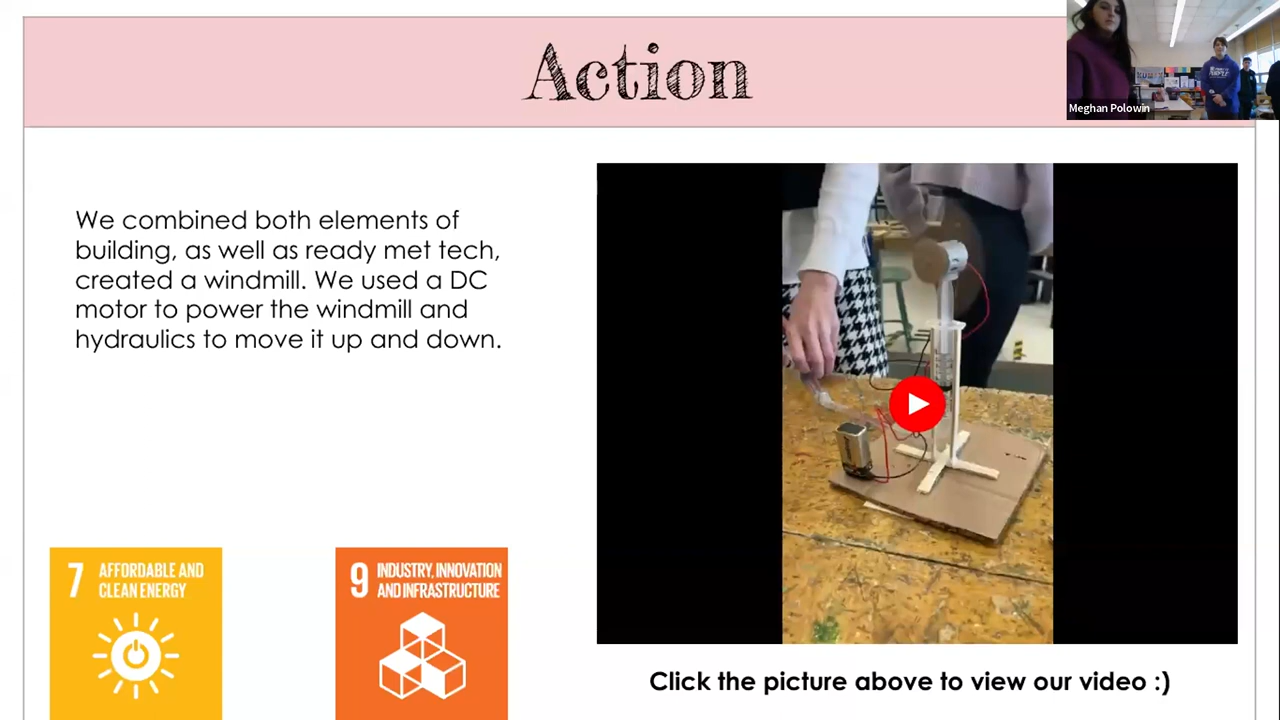 Action
Meghan Polowin
We combined both elements of
building, as well as ready met tech,
created a windmill. We used a DC
motor to power the windmill and
hydraulics to move it up and down.
7 AFFORDABLE AND
CLEAN ENERGY
9 INDUSTRY, INNOVATION
AND INFRASTRUCTURE
Click the picture above to view our video :)